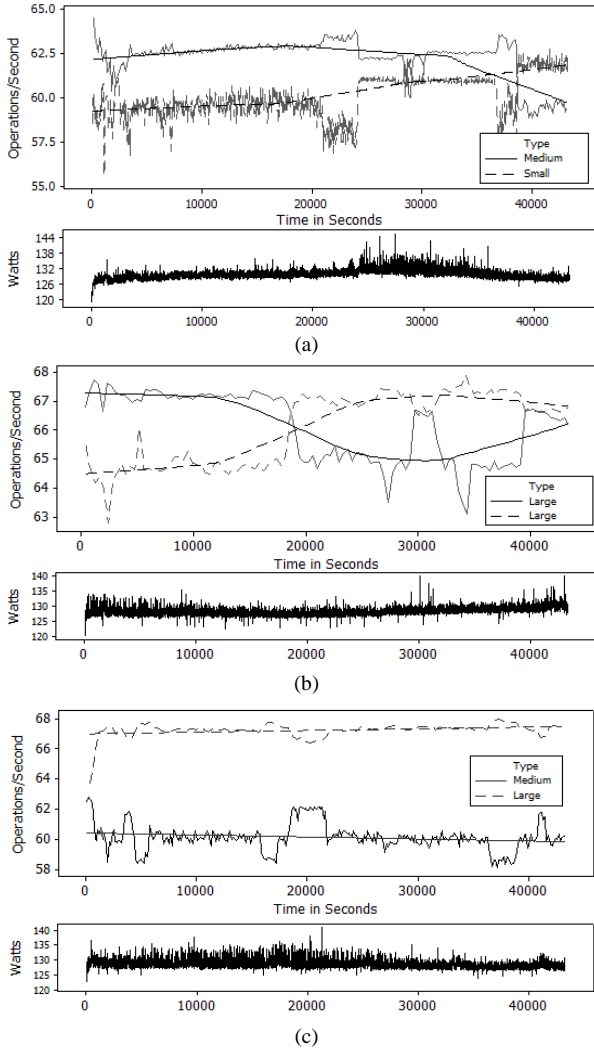 65.0
62.5
60.0
57.5
55.0
Operations/Second
Type
Medium
Small
0 10000 20000 30000 40000
Time in Seconds
144
138
132
126
120
Watts
0 10000 20000 30000 40000
(a)
68
67
66
65
64
63
Operations/Second
Type
Large
Large
0 10000 20000 30000 40000
140
135
130
125
120
Watts
0 10000 20000 30000 40000
(b)
68
66
64
62
60
58
Operations/Second
Type
Medium
Large
0 10000 20000 30000 40000
Time in Seconds
140
135
130
125
120
Watts
0 10000 20000 30000 40000
(c)